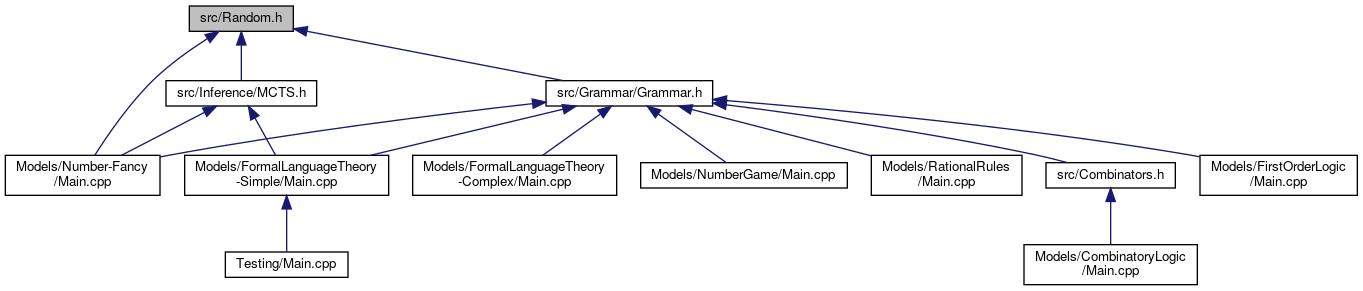 src/Random.h
src/Inference/MCTS.h
src/Grammar/Grammar.h
Models/Number-Fancy
/Main.cpp
Models/FormalLanguageTheory
-Simple/Main.cpp
Models/FormalLanguageTheory
-Complex/Main.cpp
Models/NumberGame/Main.cpp
Models/RationalRules
/Main.cpp
src/Combinators.h
Models/FirstOrderLogic
/Main.cpp
Testing/Main.cpp
Models/CombinatoryLogic
/Main.cpp